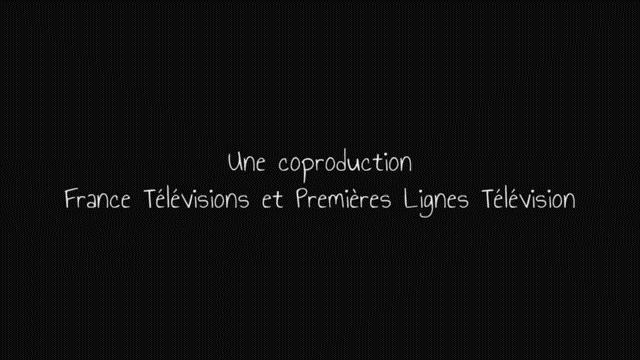 Une coproduction
France Télévisions et Premières Lignes Télévision